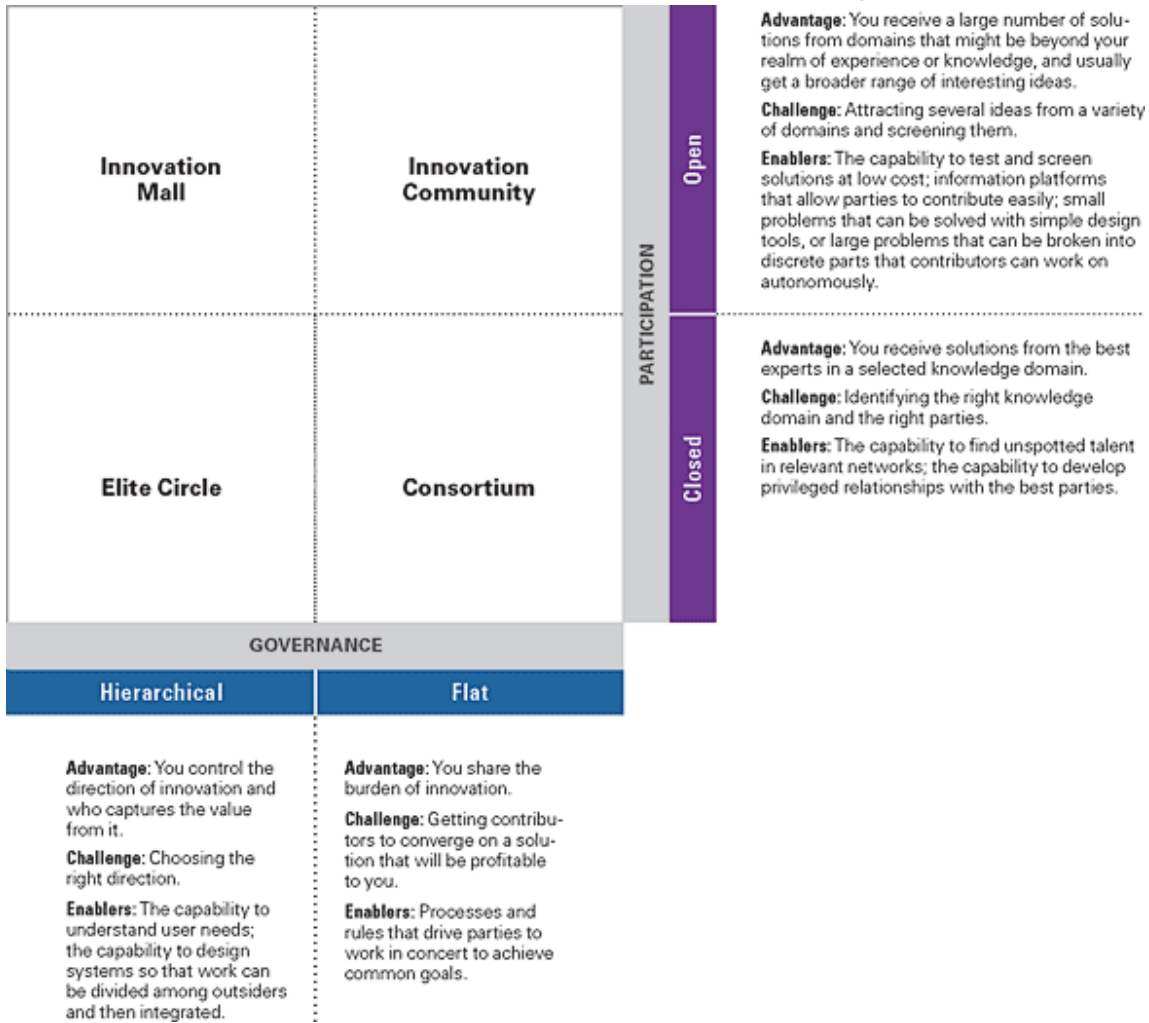 Innovation
Mall
Innovation
Community
Elite Circle
Consortium
PARTICIPATION
Open
Closed
Advantage: You receive a large number of solu-
tions from domains that might be beyond your
realm of experience or knowledge, and usually
get a broader range of interesting ideas.
Challenge: Attracting several ideas from a variety
of domains and screening them.
Enablers: The capability to test and screen
solutions at low cost; information platforms
that allow parties to contribute easily; small
problems that can be solved with simple design
tools, or large problems that can be broken into
discrete parts that contributors can work on
autonomously.
Advantage: You receive solutions from the best
experts in a selected knowledge domain.
Challenge: Identifying the right knowledge
domain and the right parties.
Enablers: The capability to find unspotted talent
in relevant networks; the capability to develop
privileged relationships with the best parties.
GOVERNANCE
Hierarchical
Flat
Advantage: You control the
direction of innovation and
who captures the value
from it.
Challenge: Choosing the
right direction.
Enablers: The capability to
understand user needs;
the capability to design
systems so that work can
be divided among outsiders
and then integrated.
Advantage: You share the
burden of innovation.
Challenge: Getting contribu-
tors to converge on a solu-
tion that will be profitable
to you.
Enablers: Processes and
rules that drive parties to
work in concert to achieve
common goals.